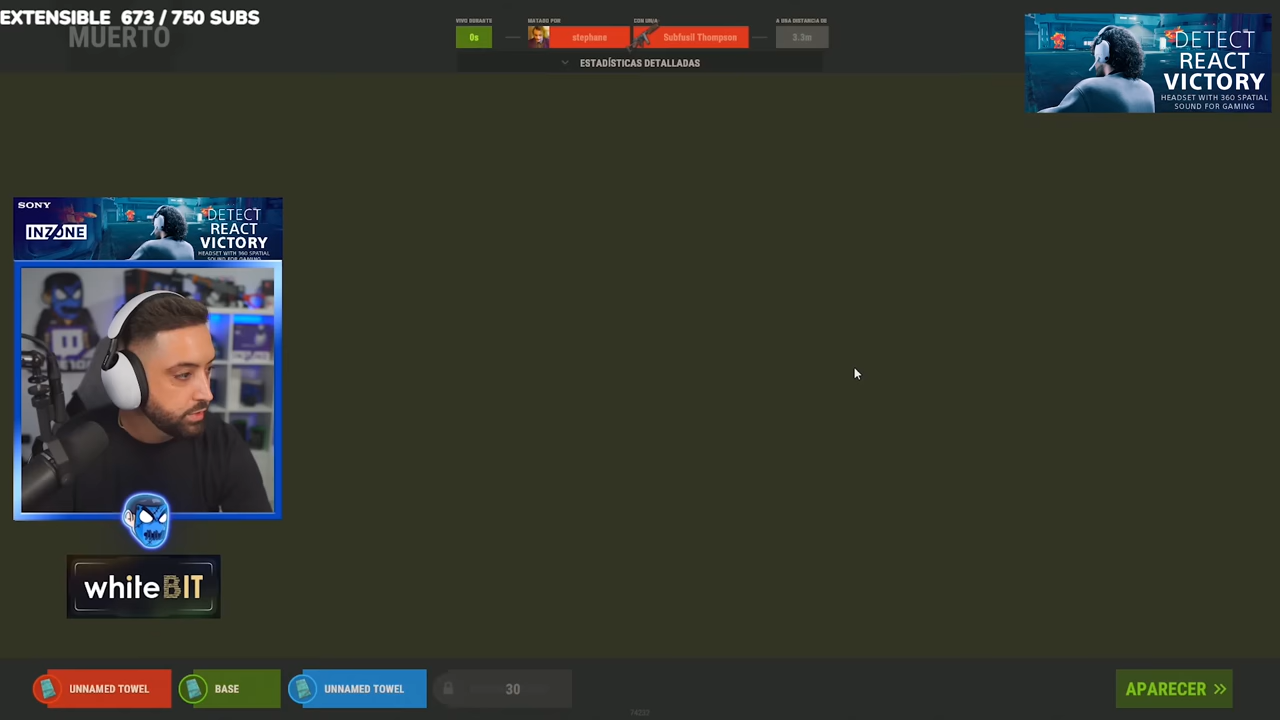 EXTENSIBLE 673 / 750 SUBS
MUERTO
VIVO DURANTE
MATADO POR
CON UN/A
A UNA DISTANCIA DE
0s
stephane
Subfusil Thompson
3.3m
ESTADÍSTICAS DETALLADAS
DETECT
REACT
VICTORY
HEADSET WITH 360 SPATIAL
SOUND FOR GAMING
SONY
INZONE
DETECT
REACT
VICTORY
HEADSET WITH 360 SPATIAL
SOUND FOR GAMING
whiteBIT
UNNAMED TOWEL
BASE
UNNAMED TOWEL
30
APARECER